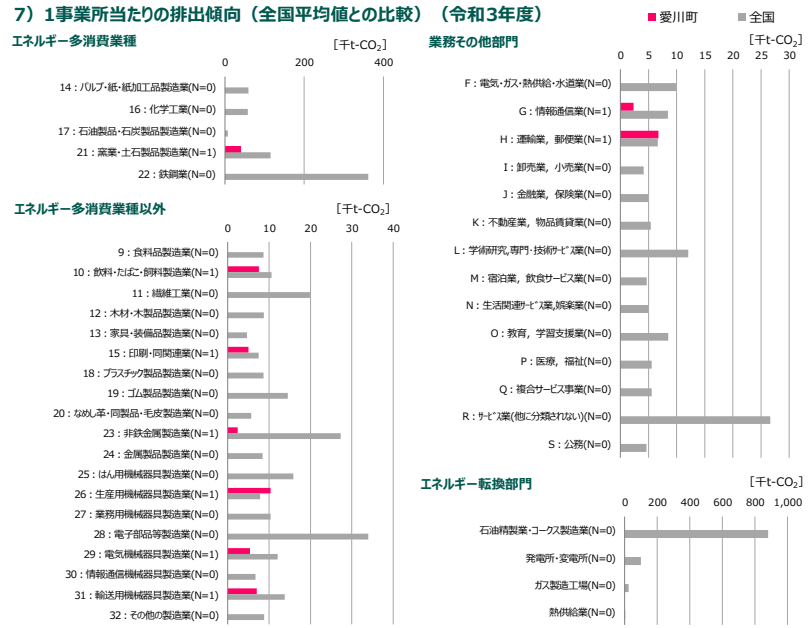 7）1事業所当たりの排出傾向（全国平均値との比較）（令和3年度）
愛川町 全国
エネルギー多消費業種
[千t-CO₂]
0 200 400
14：パルプ・紙・紙加工品製造業(N=0)
16：化学工業(N=0)
17：石油製品・石炭製品製造業(N=0)
21：窯業・土石製品製造業(N=1)
22：鉄鋼業(N=0)
エネルギー多消費業種以外
[千t-CO₂]
0 10 20 30 40
9：食料品製造業(N=0)
10：飲料・たばこ・飼料製造業(N=1)
11：繊維工業(N=0)
12：木材・木製品製造業(N=0)
13：家具・装備品製造業(N=0)
15：印刷・同関連業(N=1)
18：プラスチック製品製造業(N=0)
19：ゴム製品製造業(N=0)
20：なめし革・同製品・毛皮製造業(N=0)
23：非鉄金属製造業(N=1)
24：金属製品製造業(N=0)
25：はん用機械器具製造業(N=0)
26：生産用機械器具製造業(N=1)
27：業務用機械器具製造業(N=0)
28：電子部品等製造業(N=0)
29：電気機械器具製造業(N=1)
30：情報通信機械器具製造業(N=0)
31：輸送用機械器具製造業(N=1)
32：その他の製造業(N=0)
業務その他部門
[千t-CO₂]
0 5 10 15 20 25 30
F：電気・ガス・熱供給・水道業(N=0)
G：情報通信業(N=1)
H：運輸業，郵便業(N=1)
I：卸売業，小売業(N=0)
J：金融業，保険業(N=0)
K：不動産業，物品賃貸業(N=0)
L：学術研究,専門・技術サービス業(N=0)
M：宿泊業，飲食サービス業(N=0)
N：生活関連サービス業,娯楽業(N=0)
O：教育，学習支援業(N=0)
P：医療，福祉(N=0)
Q：複合サービス事業(N=0)
R：サービス業(他に分類されない)(N=0)
S：公務(N=0)
エネルギー転換部門
[千t-CO₂]
0 200 400 600 800 1,000
石油精製業・コークス製造業(N=0)
発電所・変電所(N=0)
ガス製造工場(N=0)
熱供給業(N=0)